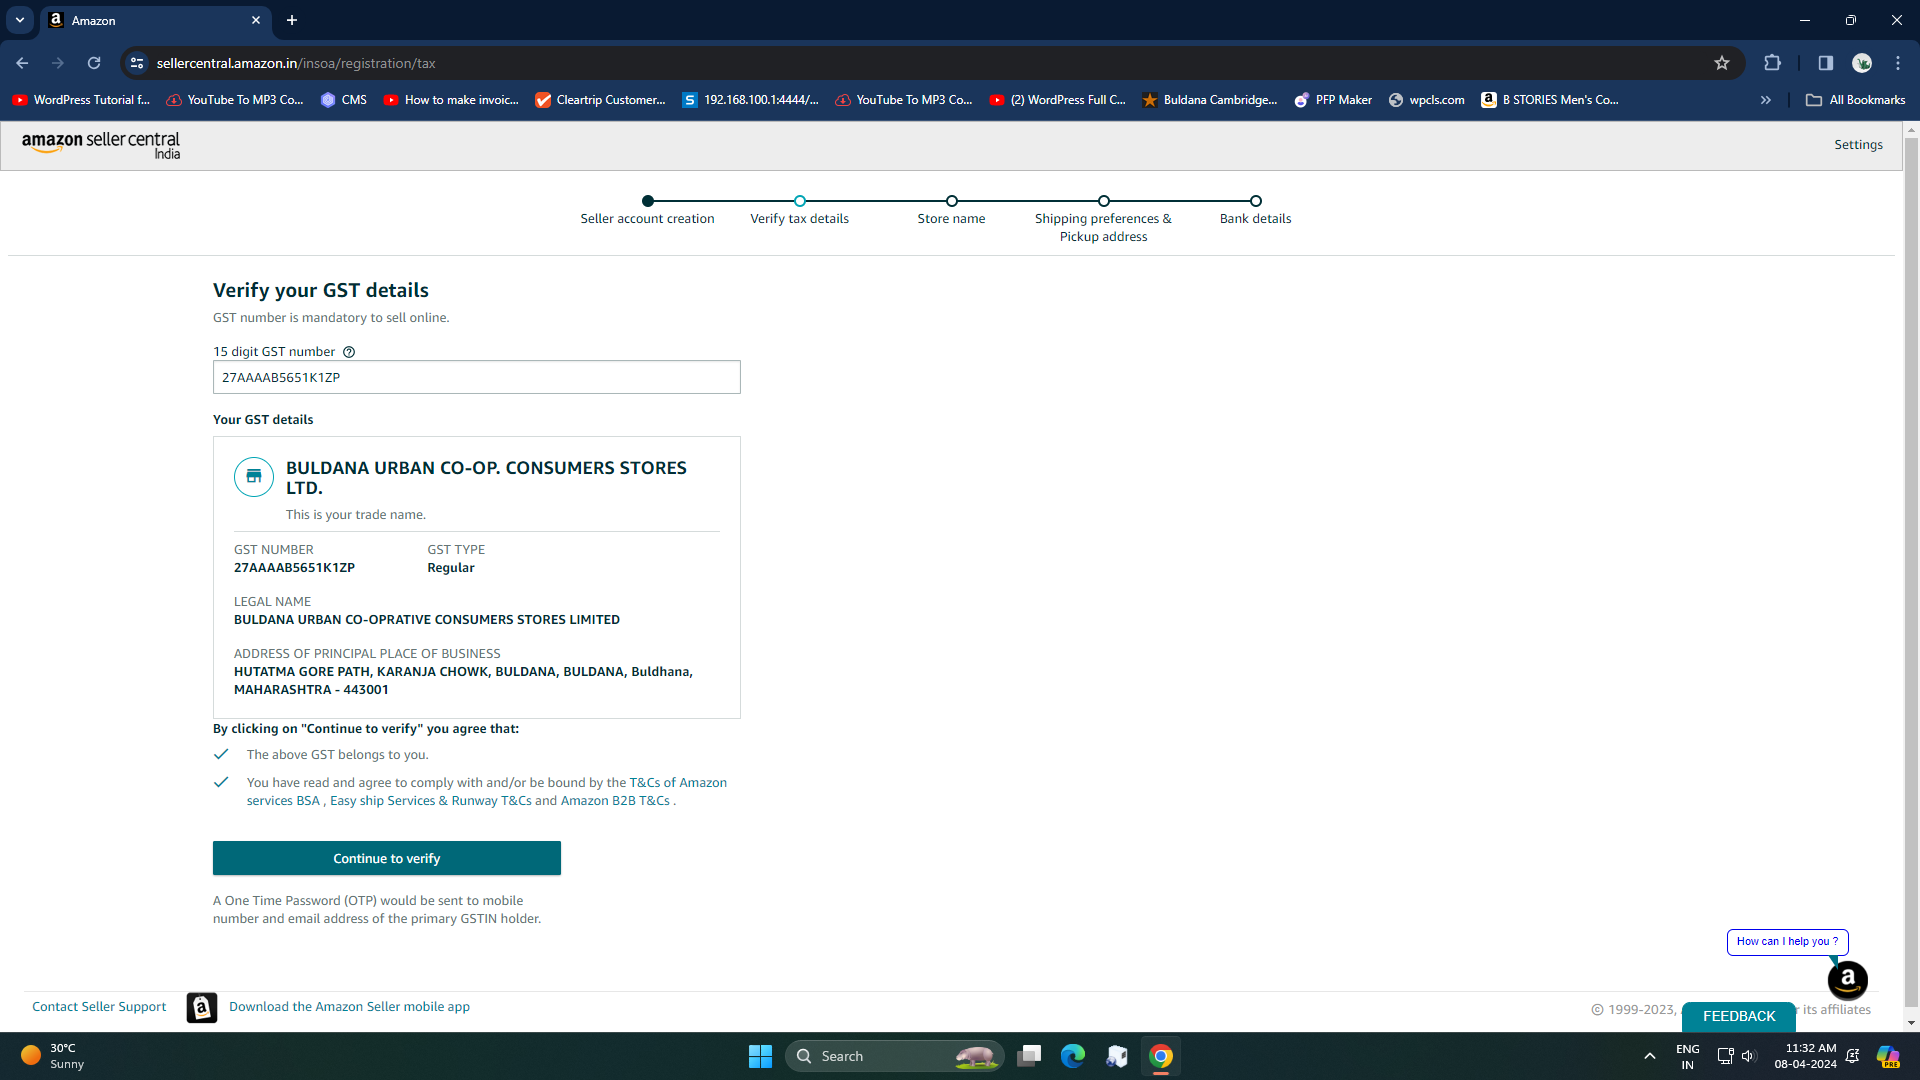 Amazon
sellercentral.amazon.in/insoa/registration/tax
WordPress Tutorial f...
YouTube To MP3 Co...
CMS
How to make invoic...
Cleartrip Customer...
192.168.100.1:4444/...
YouTube To MP3 Co...
(2) WordPress Full C...
Buldana Cambridge...
PFP Maker
wpcls.com
B STORIES Men's Co...
All Bookmarks
amazon seller central
India
Settings
Seller account creation
Verify tax details
Store name
Shipping preferences &
Pickup address
Bank details
Verify your GST details
GST number is mandatory to sell online.
15 digit GST number
27AAAAB5651K1ZP
Your GST details
BULDANA URBAN CO-OP. CONSUMERS STORES
LTD.
This is your trade name.
GST NUMBER
GST TYPE
27AAAAB5651K1ZP
Regular
LEGAL NAME
BULDANA URBAN CO-OPRATIVE CONSUMERS STORES LIMITED
ADDRESS OF PRINCIPAL PLACE OF BUSINESS
HUTATMA GORE PATH, KARANJA CHOWK, BULDANA, BULDANA, Buldhana,
MAHARASHTRA - 443001
By clicking on "Continue to verify" you agree that:
The above GST belongs to you.
You have read and agree to comply with and/or be bound by the T&Cs of Amazon
services BSA , Easy ship Services & Runway T&Cs and Amazon B2B T&Cs .
Continue to verify
A One Time Password (OTP) would be sent to mobile
number and email address of the primary GSTIN holder.
How can I help you ?
Contact Seller Support
Download the Amazon Seller mobile app
© 1999-2023,
its affiliates
FEEDBACK
30°C
Sunny
Search
ENG
IN
11:32 AM
08-04-2024
PRE